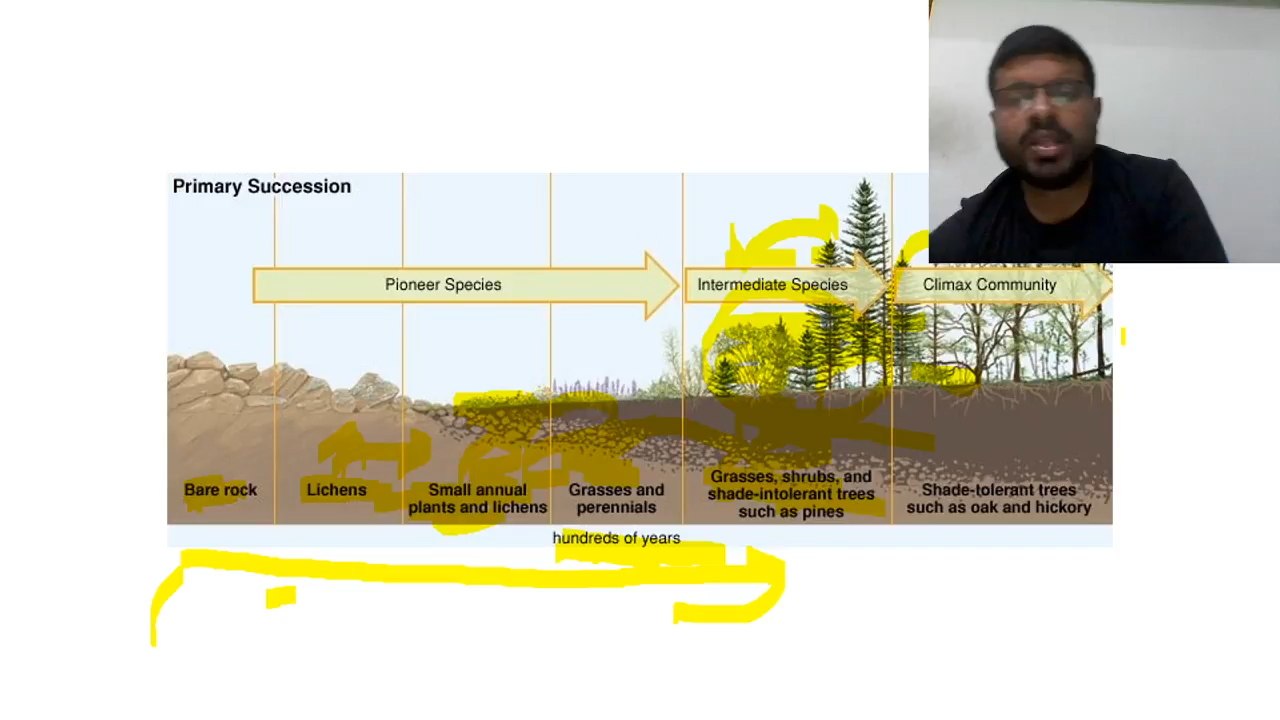 Primary Succession
Pioneer Species
Intermediate Species
Climax Community
Bare rock
Lichens
Small annual
plants and lichens
Grasses and
perennials
Grasses, shrubs, and
shade-intolerant trees
such as pines
Shade-tolerant trees
such as oak and hickory
hundreds of years